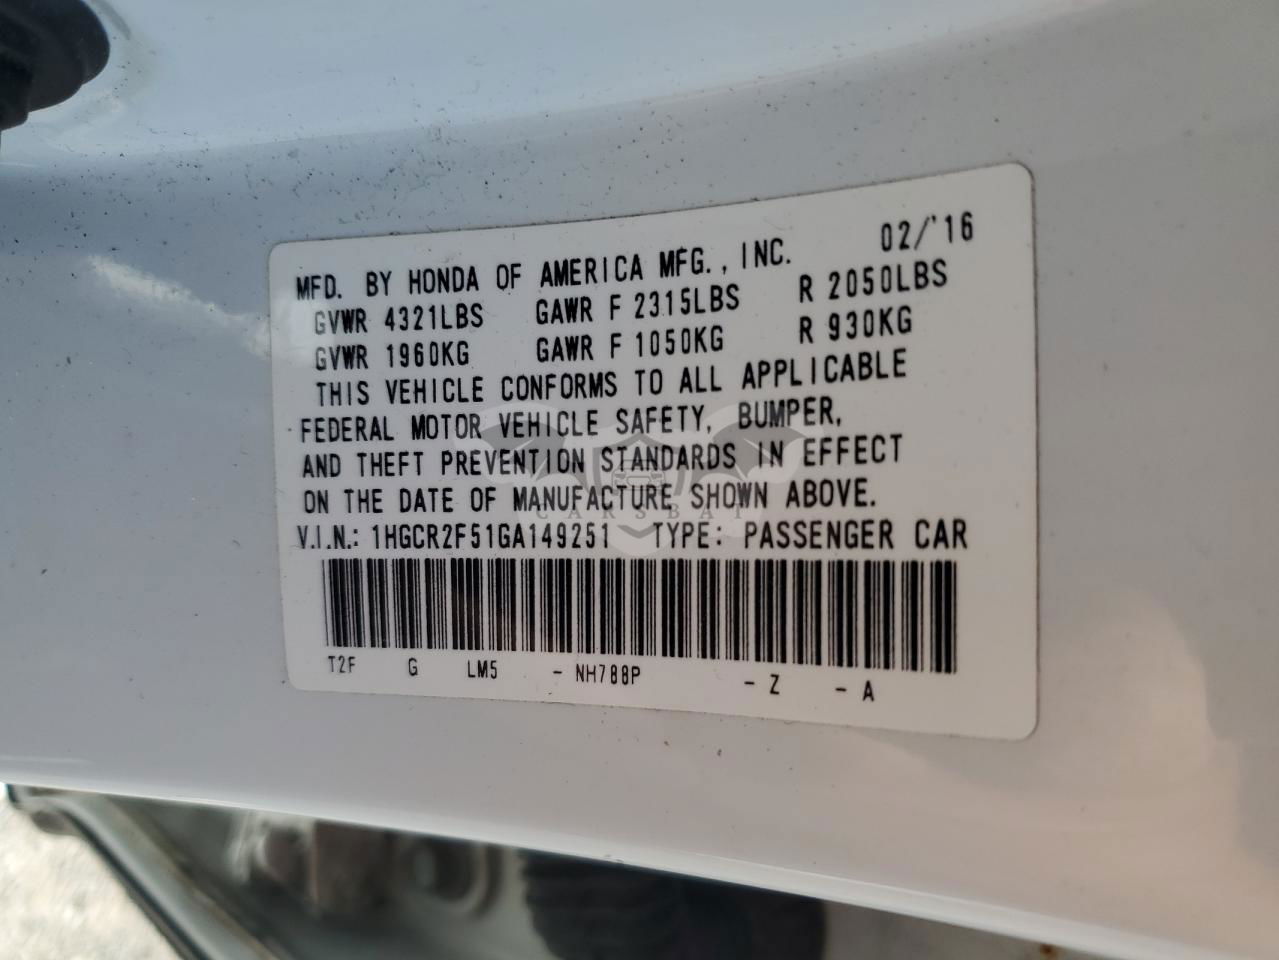 MFD. BY HONDA OF AMERICA MFG., INC. 02/'16
GVWR 4321LBS GAWR F 2315LBS R 2050LBS
GVWR 1960KG GAWR F 1050KG R 930KG
THIS VEHICLE CONFORMS TO ALL APPLICABLE
FEDERAL MOTOR VEHICLE SAFETY, BUMPER,
AND THEFT PREVENTION STANDARDS IN EFFECT
ON THE DATE OF MANUFACTURE SHOWN ABOVE.
CARSBAT
V.I.N.: 1HGCR2F51GA149251 TYPE: PASSENGER CAR
T2F G LM5 - NH788P - Z - A